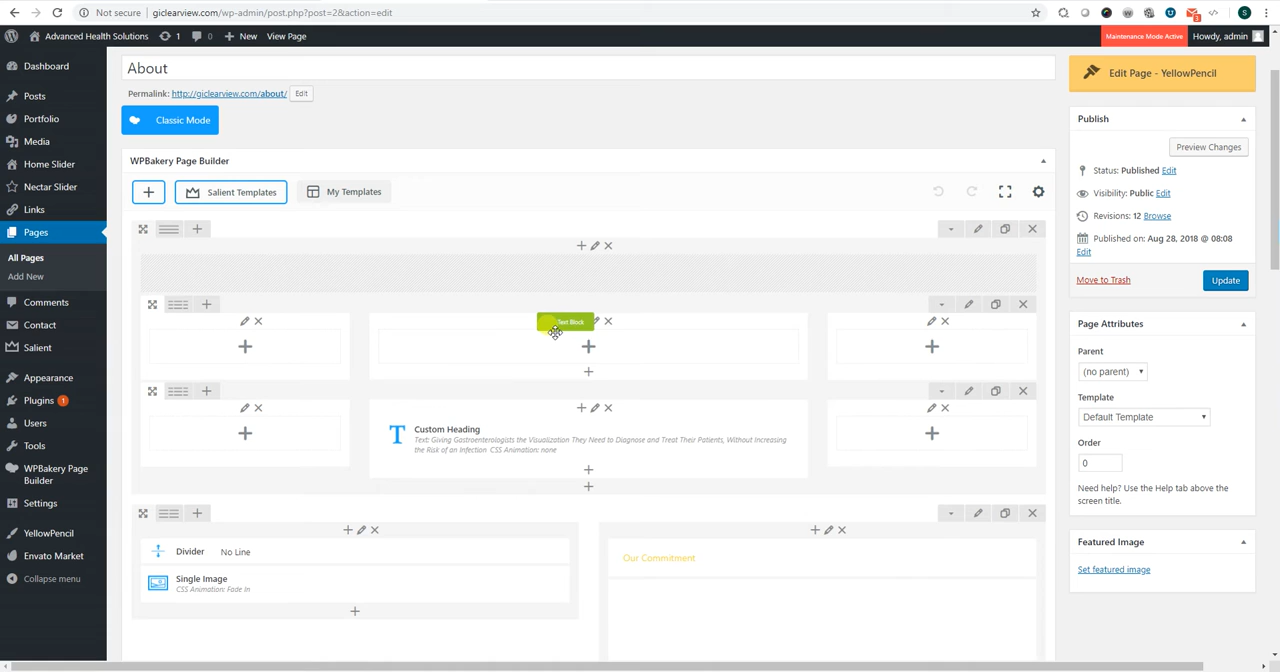 Not secure | giclearview.com/wp-admin/post.php?post=2&action=edit
3
S
Advanced Health Solutions 1 0 New View Page
Maintenance Mode Active Howdy, admin
Dashboard
Posts
Portfolio
Media
Home Slider
Nectar Slider
Links
Pages
All Pages
Add New
Comments
Contact
Salient
Appearance
Plugins 1
Users
Tools
WPBakery Page
Builder
Settings
YellowPencil
Envato Market
Collapse menu
About
Permalink: http://giclearview.com/about/ Edit
Classic Mode
WPBakery Page Builder
Salient Templates
My Templates
Text Block
T
Custom Heading
Text: Giving Gastroenterologists the Visualization They Need to Diagnose and Treat Their Patients, Without Increasing
the Risk of an Infection CSS Animation: none
Divider No Line
Single Image
CSS Animation: Fade In
Our Commitment
Edit Page - YellowPencil
Publish
Preview Changes
Status: Published Edit
Visibility: Public Edit
Revisions: 12 Browse
Published on: Aug 28, 2018 @ 08:08
Edit
Move to Trash
Update
Page Attributes
Parent
(no parent)
Template
Default Template
Order
0
Need help? Use the Help tab above the
screen title.
Featured Image
Set featured image